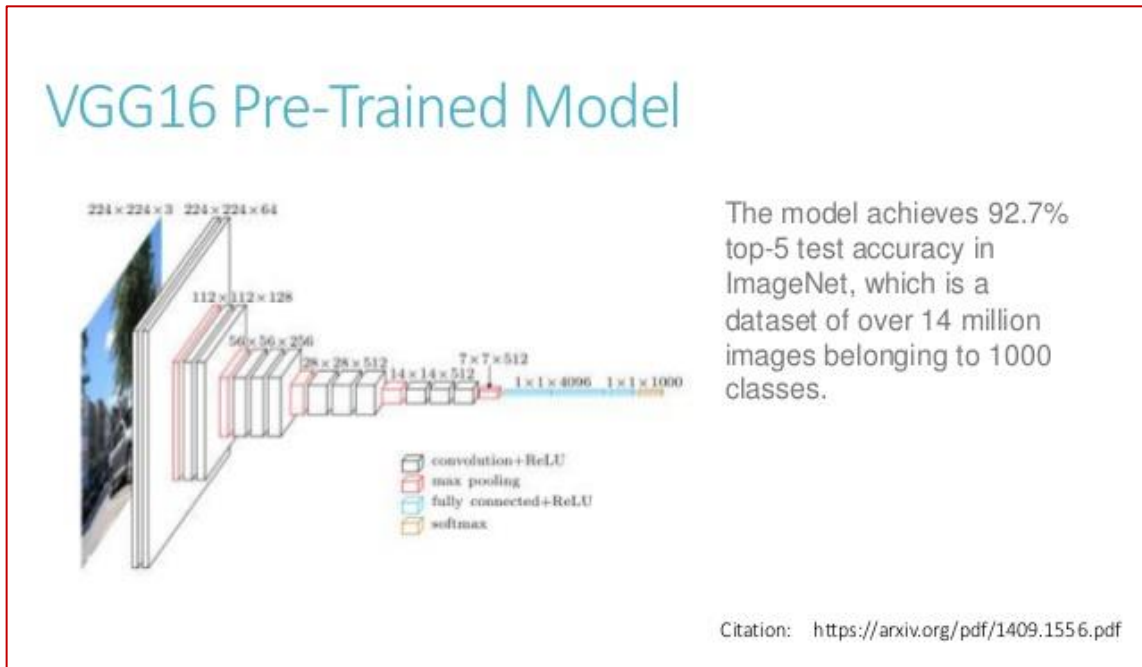 VGG16 Pre-Trained Model
224×224×3 224×224×64
112×112×128
56×56×256
28×28×512
14×14×512
7×7×512
1×1×4096 1×1×1000
convolution+ReLU
max pooling
fully connected+ReLU
softmax
The model achieves 92.7%
top-5 test accuracy in
ImageNet, which is a
dataset of over 14 million
images belonging to 1000
classes.
Citation: https://arxiv.org/pdf/1409.1556.pdf